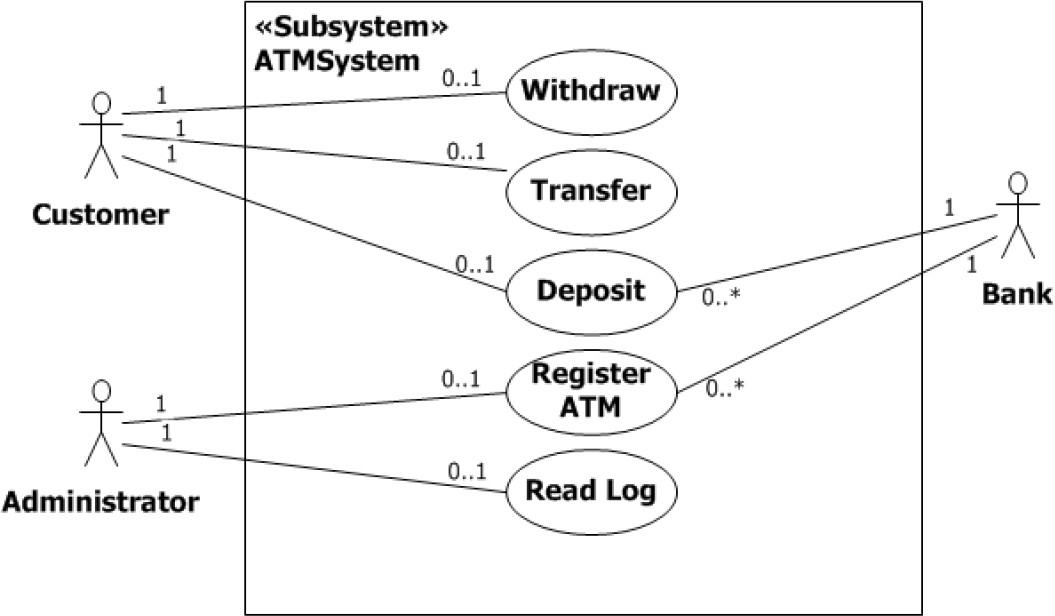 «Subsystem»
ATMSystem
1
0..1
Withdraw
1
0..1
Transfer
1
Customer
0..1
Deposit
1
0..*
1
Bank
Register
ATM
0..1
1
0..*
1
0..1
Read Log
Administrator